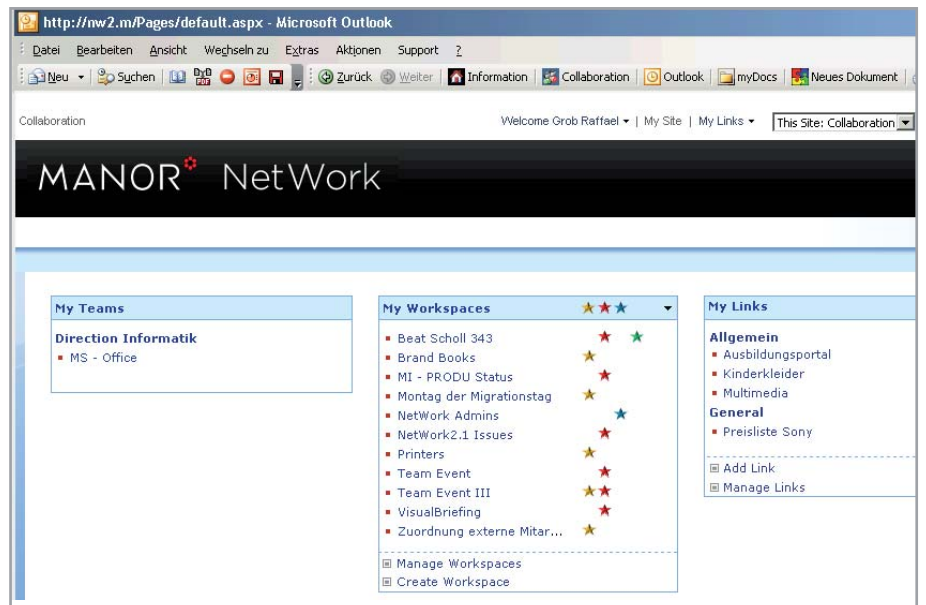 http://nw2.m/Pages/default.aspx - Microsoft Outlook
Datei Bearbeiten Ansicht Wechseln zu Extras Aktionen Support ?
Neu Suchen Zurück Weiter Information Collaboration Outlook myDocs Neues Dokument
Collaboration Welcome Grob Raffael | My Site | My Links This Site: Collaboration
MANOR NetWork
My Teams
Direction Informatik
MS - Office
My Workspaces
Beat Scholl 343
Brand Books
MI - PRODU Status
Montag der Migrationstag
NetWork Admins
NetWork2.1 Issues
Printers
Team Event
Team Event III
VisualBriefing
Zuordnung externe Mitar...
Manage Workspaces
Create Workspace
My Links
Allgemein
Ausbildungsportal
Kinderkleider
Multimedia
General
Preisliste Sony
Add Link
Manage Links